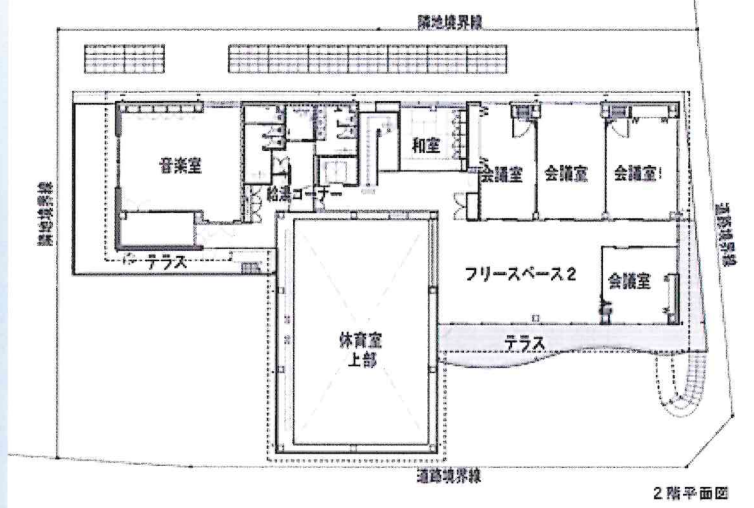 隣地境界線
音楽室
和室
会議室
会議室
会議室
給湯コーナー
隣地境界線
道路境界線
テラス
フリースペース2
会議室
体育室
上部
テラス
道路境界線
2階平面図